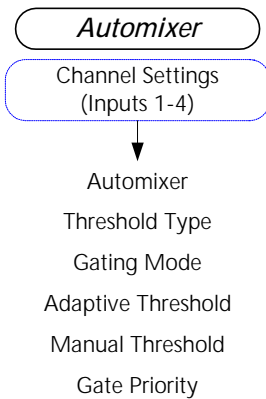 Automixer
Channel Settings
(Inputs 1-4)
Automixer
Threshold Type
Gating Mode
Adaptive Threshold
Manual Threshold
Gate Priority